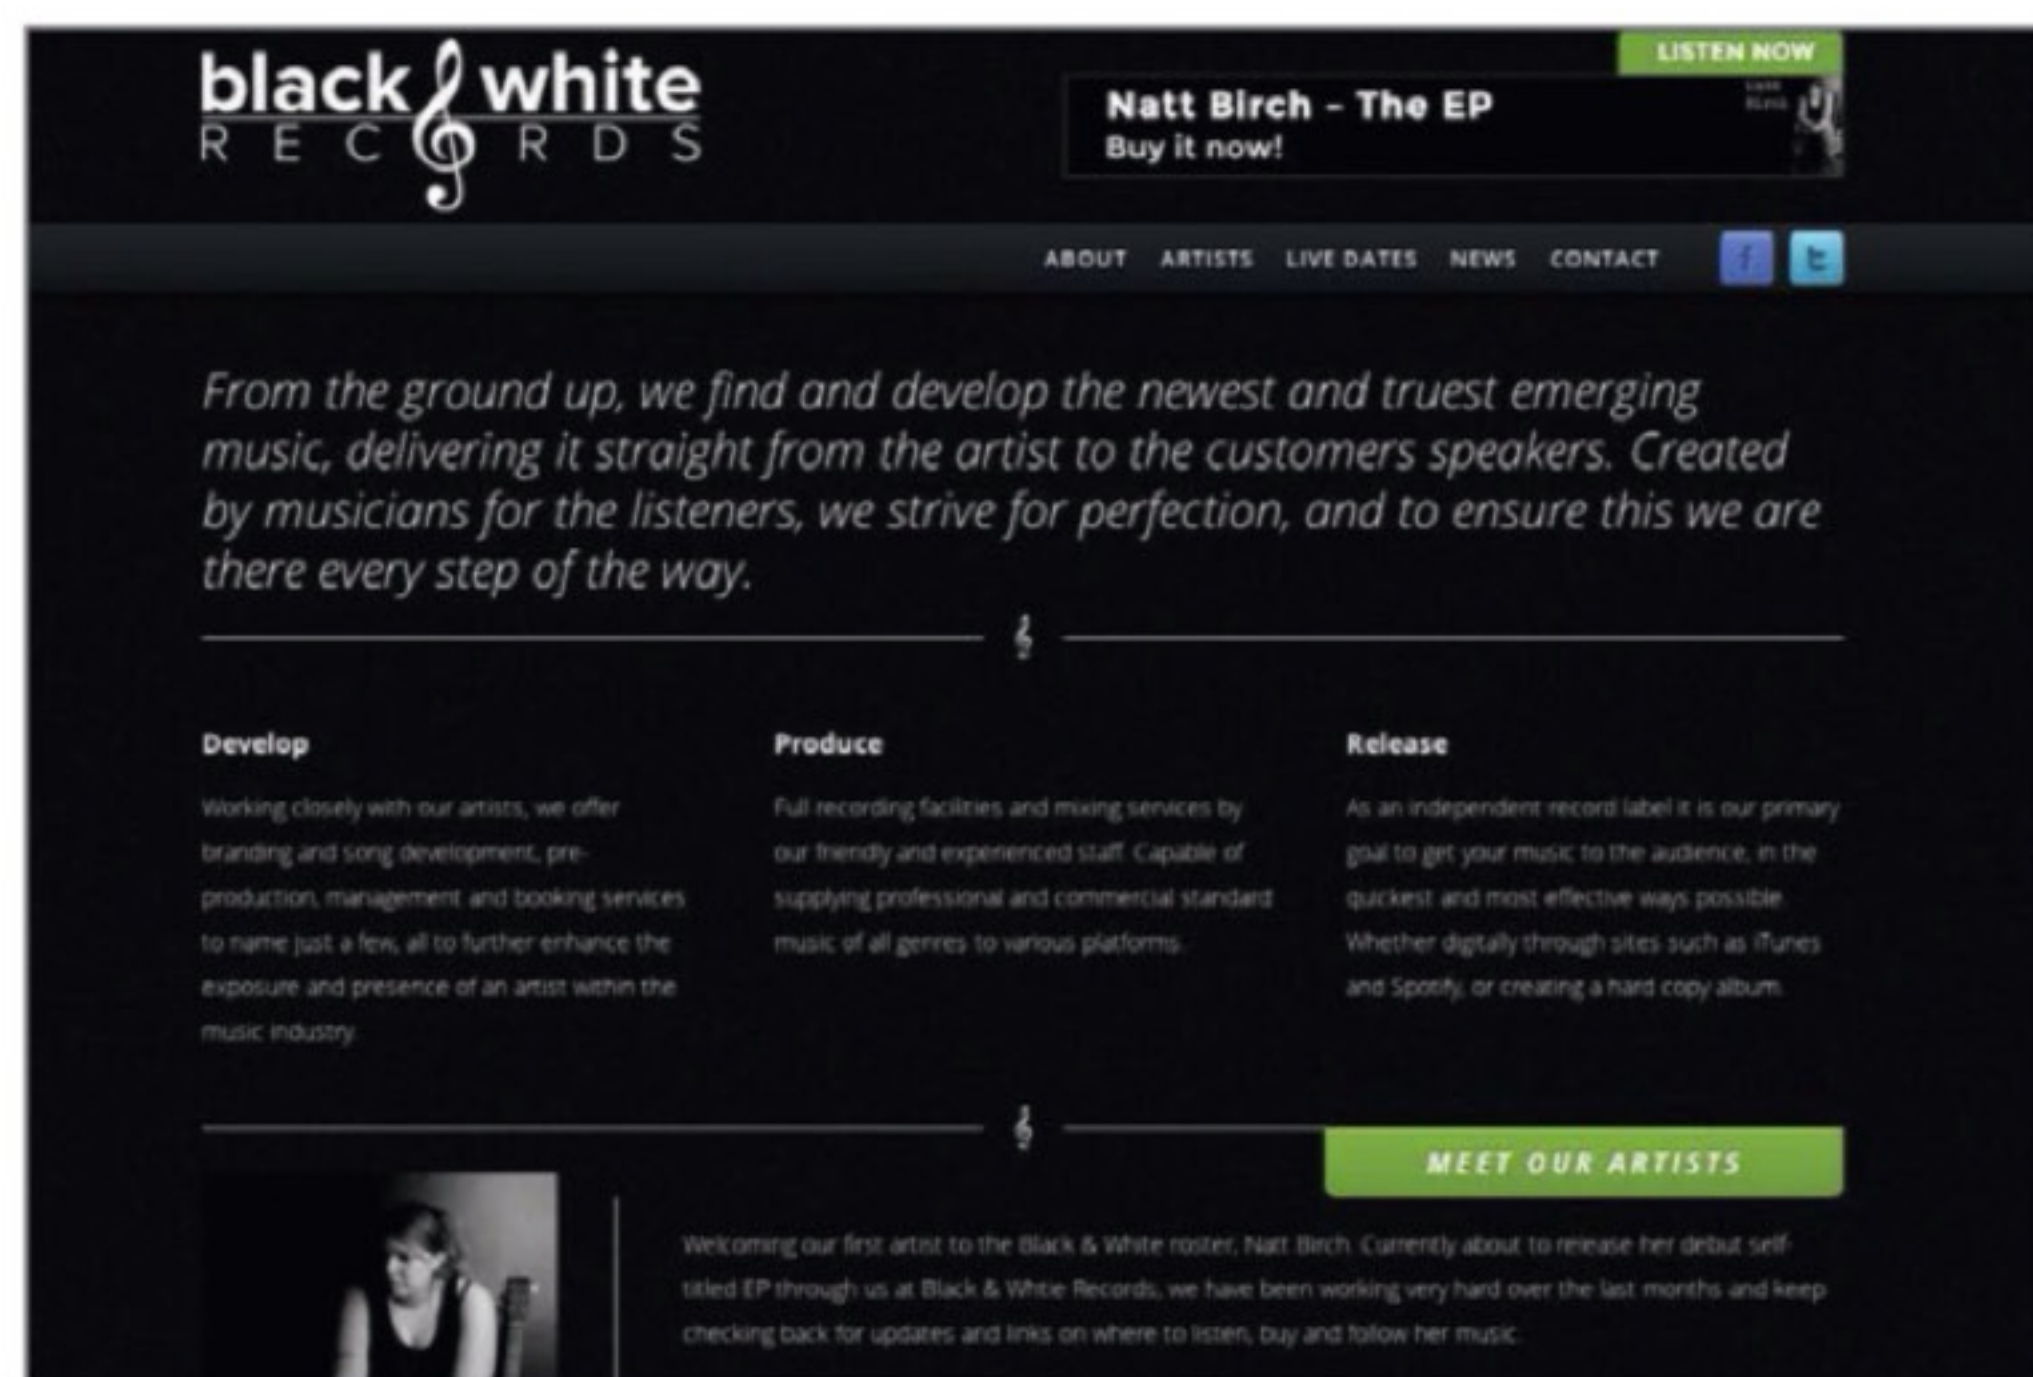 black & white
RECORDS
LISTEN NOW
Natt Birch – The EP
Buy it now!
ABOUT ARTISTS LIVE DATES NEWS CONTACT
f t
From the ground up, we find and develop the newest and truest emerging
music, delivering it straight from the artist to the customers speakers. Created
by musicians for the listeners, we strive for perfection, and to ensure this we are
there every step of the way.
Develop
Working closely with our artists, we offer
branding and song development, pre-
production, management and booking services
to name just a few, all to further enhance the
exposure and presence of an artist within the
music industry.
Produce
Full recording facilities and mixing services by
our friendly and experienced staff. Capable of
supplying professional and commercial standard
music of all genres to various platforms.
Release
As an independent record label it is our primary
goal to get your music to the audience, in the
quickest and most effective ways possible.
Whether digitally through sites such as iTunes
and Spotify, or creating a hard copy album.
MEET OUR ARTISTS
Welcoming our first artist to the Black & White roster, Natt Birch. Currently about to release her debut self-
titled EP through us at Black & Whtie Records, we have been working very hard over the last months and keep
checking back for updates and links on where to listen, buy and follow her music.